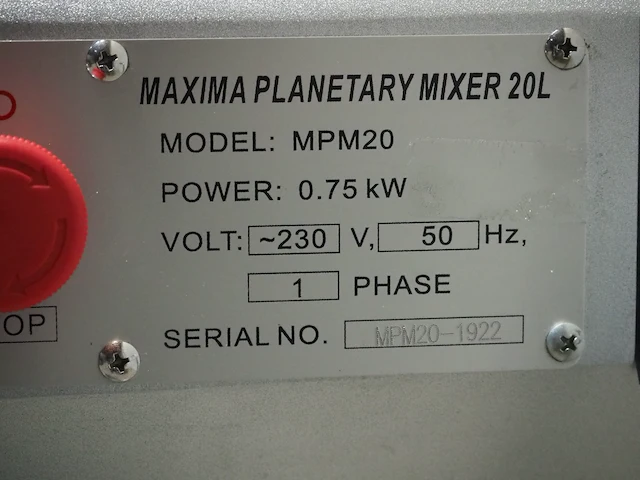 MAXIMA PLANETARY MIXER 20L
MODEL: MPM20
POWER: 0.75 kW
VOLT: ~230 V, 50 Hz,
1 PHASE
SERIAL NO. MPM20-1922
OP